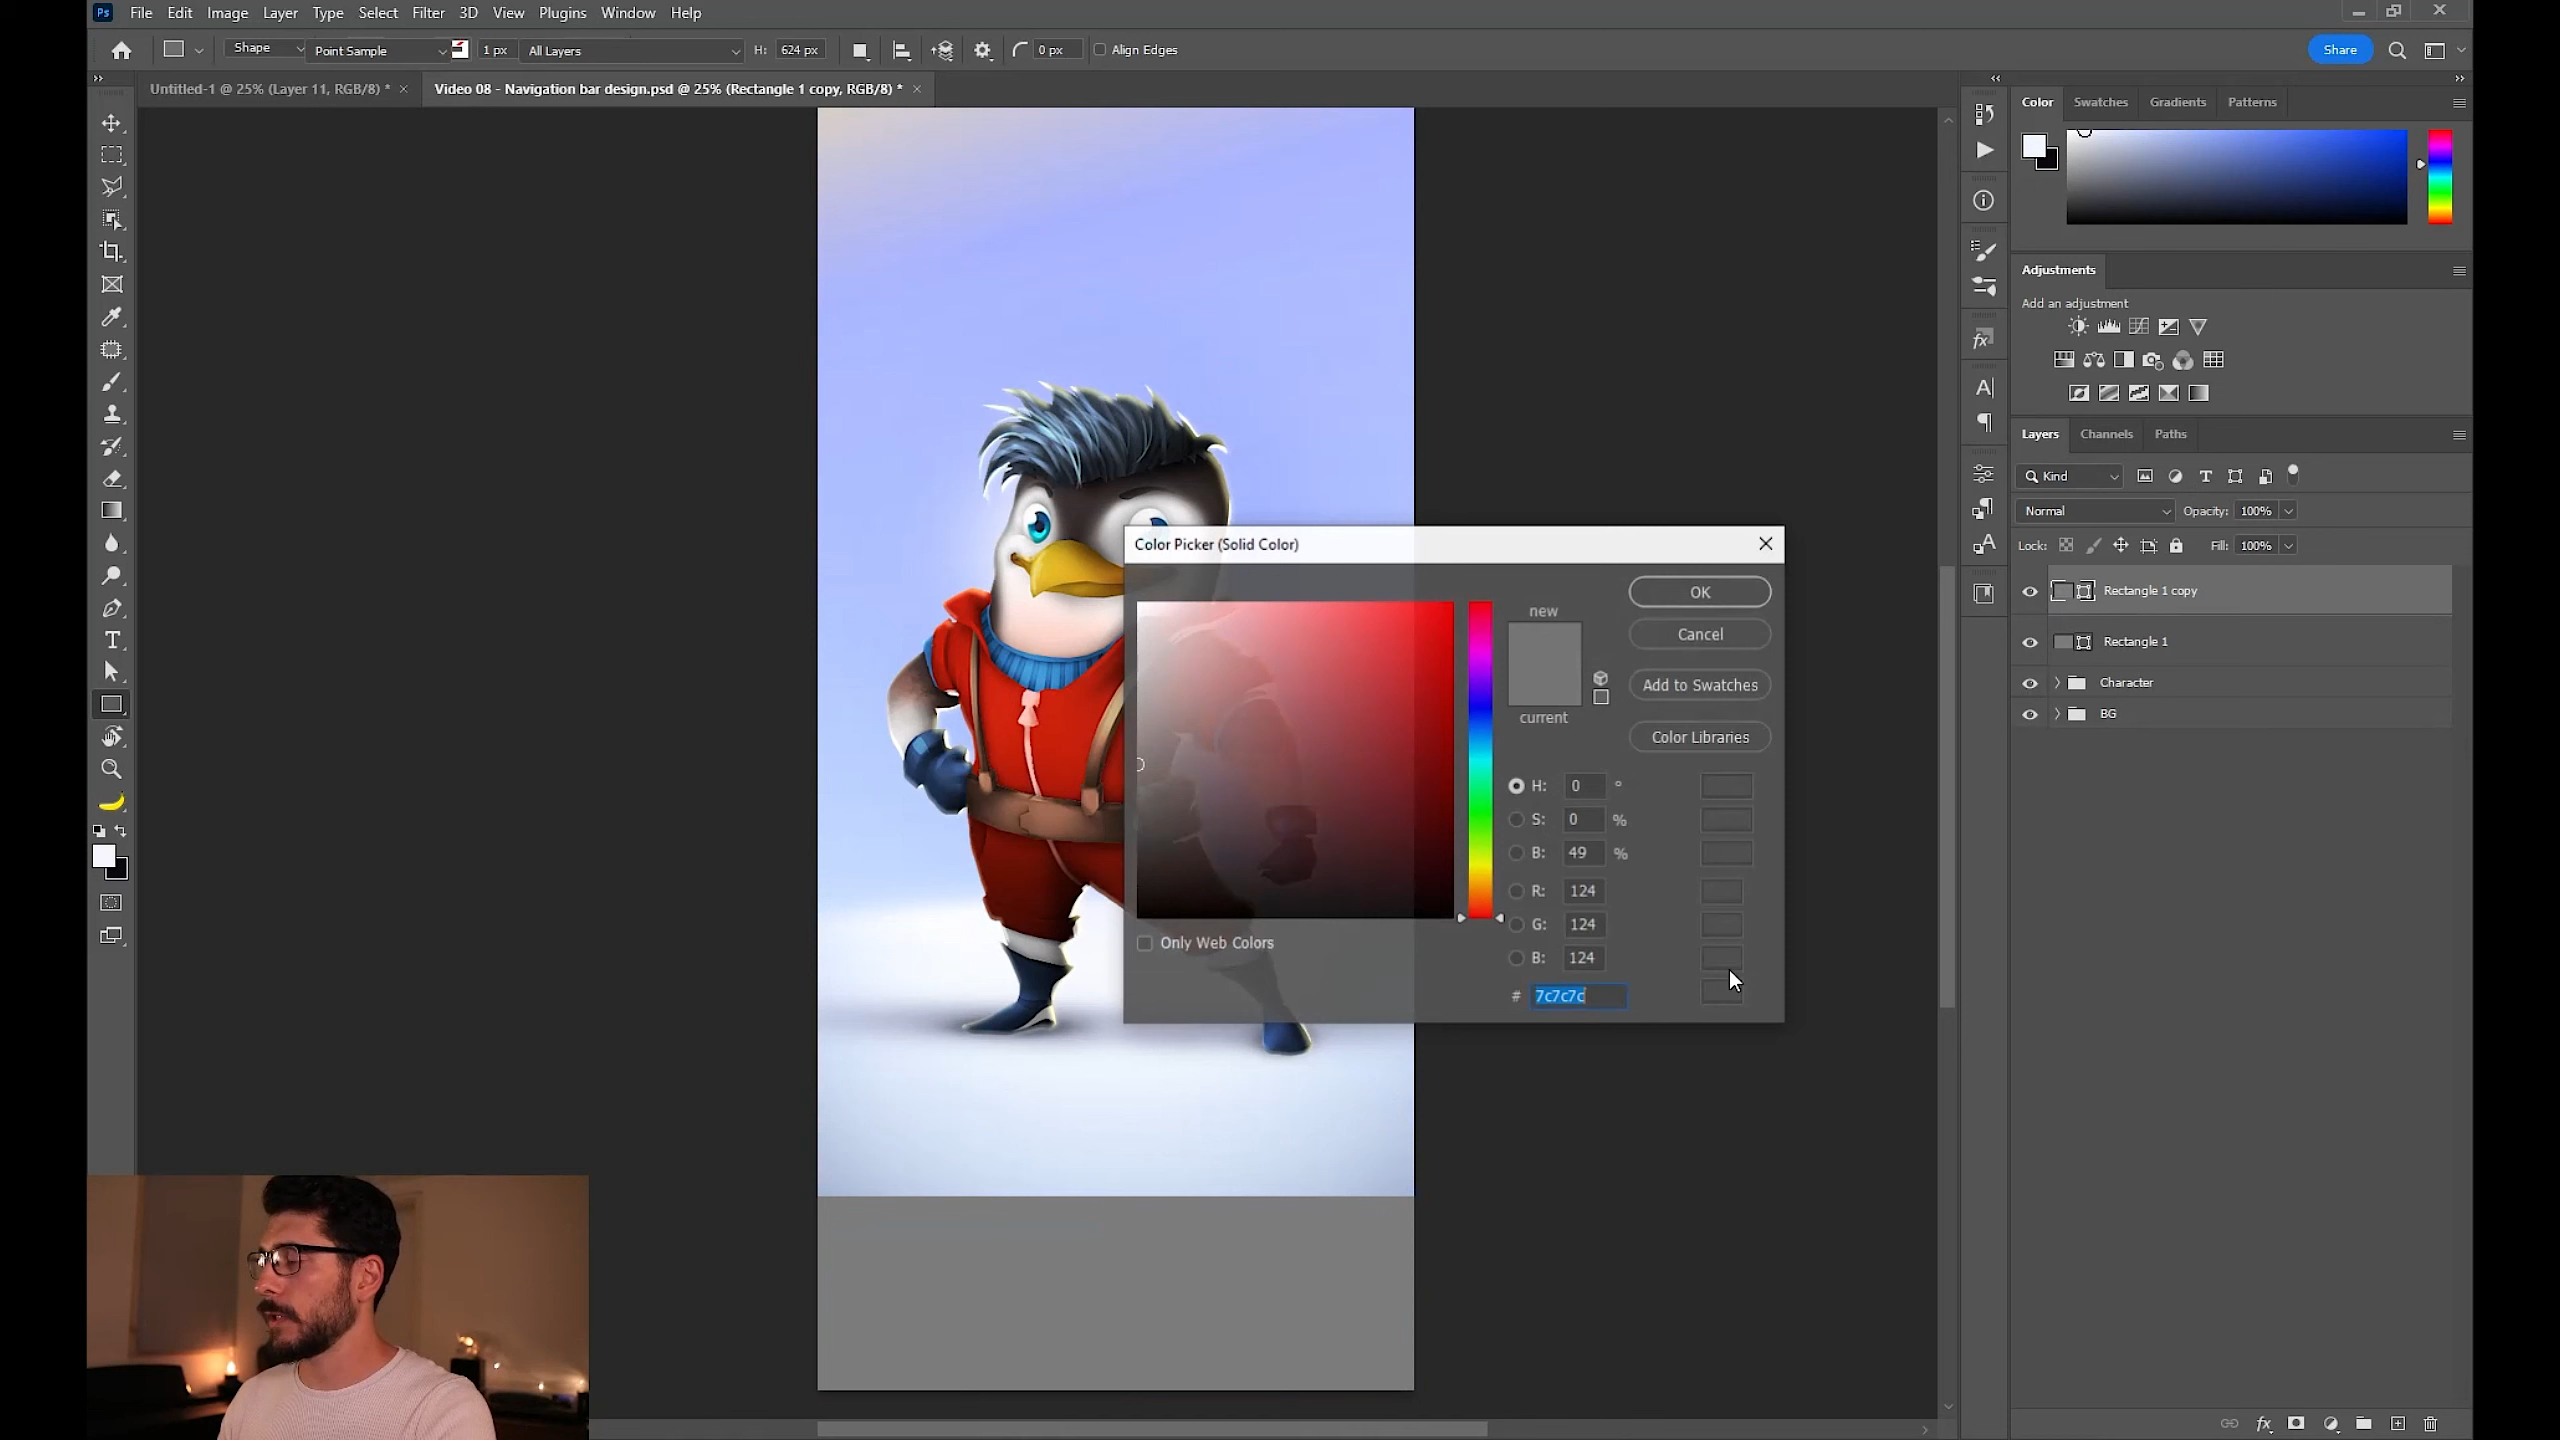 Ps File Edit Image Layer Type Select Filter 3D View Plugins Window Help
Shape Point Sample 1 px All Layers H: 624 px 0 px Align Edges Share
Untitled-1 @ 25% (Layer 11, RGB/8) * Video 08 - Navigation bar design.psd @ 25% (Rectangle 1 copy, RGB/8) *
Color Swatches Gradients Patterns
Adjustments
Add an adjustment
Layers Channels Paths
Kind
Normal Opacity: 100%
Lock: Fill: 100%
Rectangle 1 copy
Rectangle 1
Character
BG
Color Picker (Solid Color)
new
current
OK
Cancel
Add to Swatches
Color Libraries
H: 0 °
S: 0 %
B: 49 %
R: 124
G: 124
B: 124
# 7c7c7c
Only Web Colors